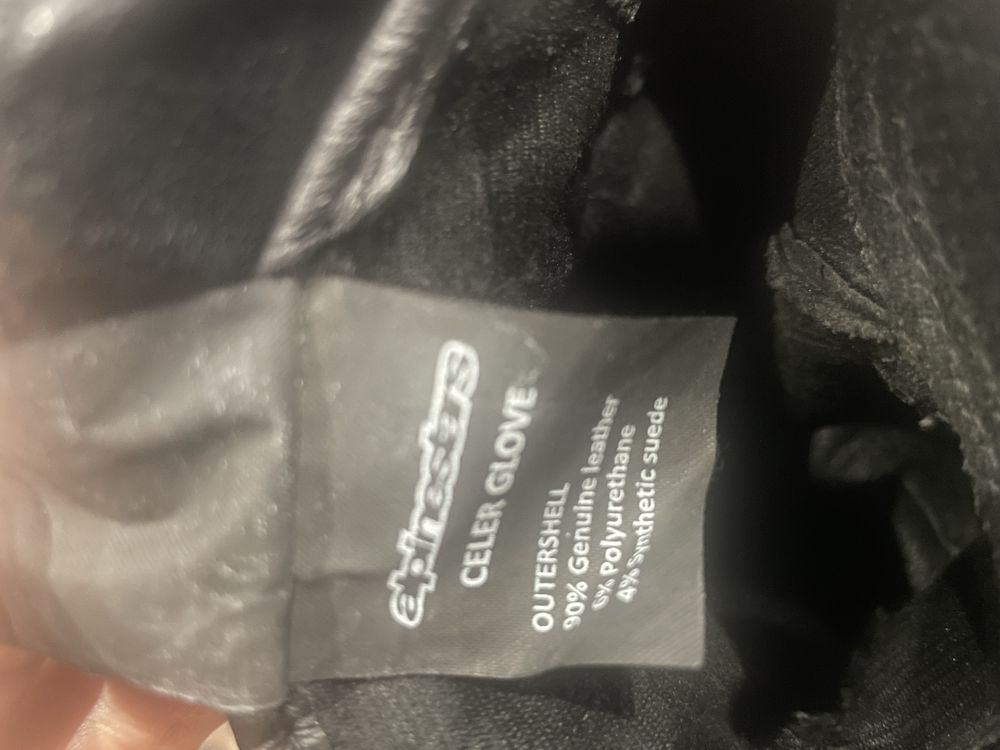 alpinestars
CELER GLOVE
OUTERSHELL
90% Genuine leather
6% Polyurethane
4% Synthetic suede